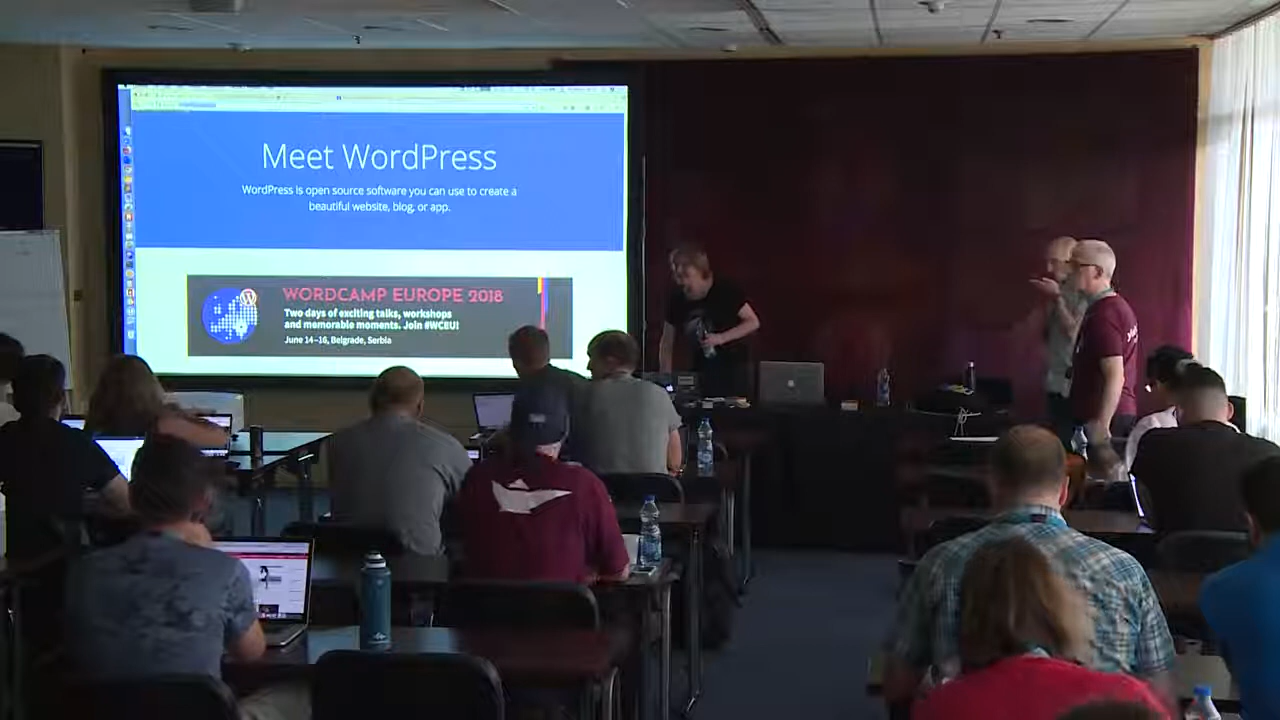 Meet WordPress
WordPress is open source software you can use to create a
beautiful website, blog, or app.
WORDCAMP EUROPE 2018
Two days of exciting talks, workshops
and memorable moments. Join #WCEU!
June 14–16, Belgrade, Serbia